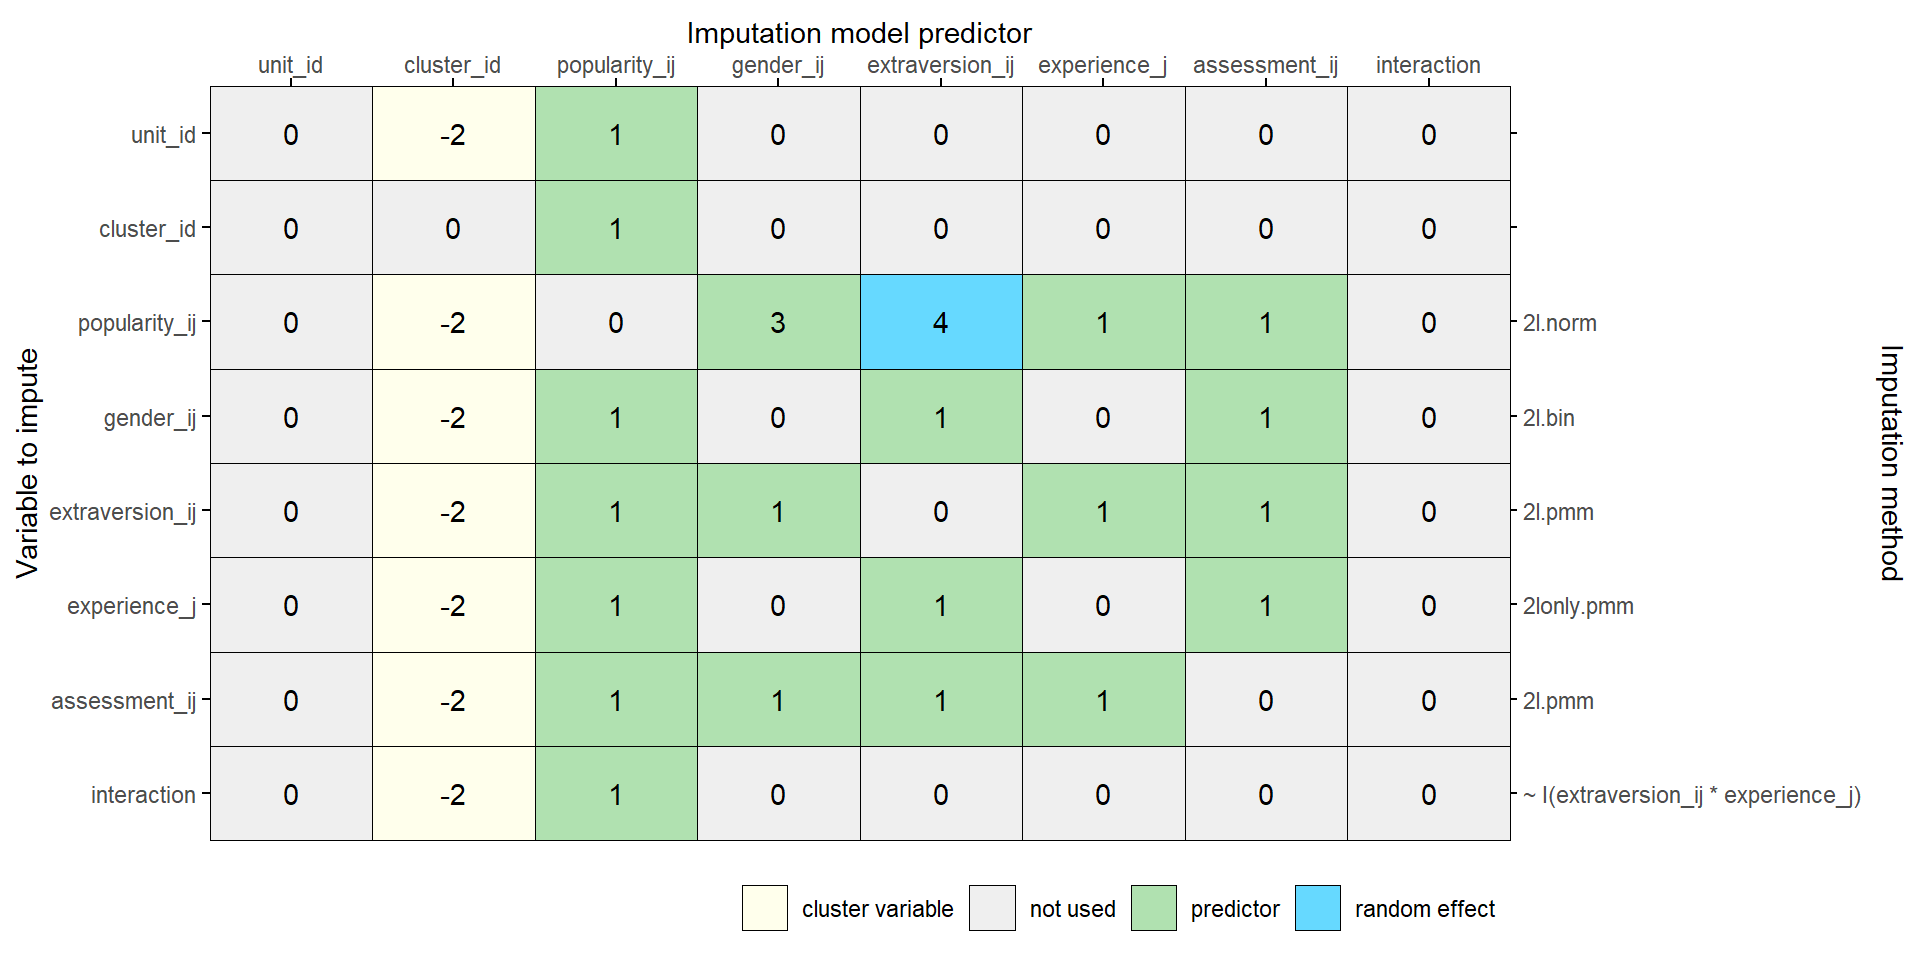 Imputation model predictor
unit_id cluster_id popularity_ij gender_ij extraversion_ij experience_j assessment_ij interaction
unit_id 0 -2 1 0 0 0 0 0
cluster_id 0 0 1 0 0 0 0 0
popularity_ij 0 -2 0 3 4 1 1 0 2l.norm
gender_ij 0 -2 1 0 1 0 1 0 2l.bin
extraversion_ij 0 -2 1 1 0 1 1 0 2l.pmm
experience_j 0 -2 1 0 1 0 1 0 2lonly.pmm
assessment_ij 0 -2 1 1 1 1 0 0 2l.pmm
interaction 0 -2 1 0 0 0 0 0 ~ I(extraversion_ij * experience_j)
Variable to impute
Imputation method
cluster variable not used predictor random effect